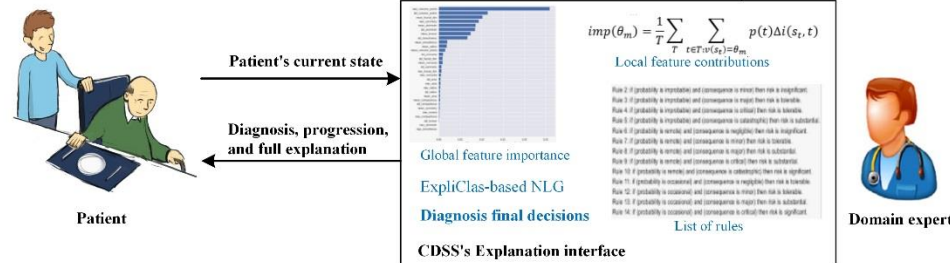 Patient's current state
Diagnosis, progression,
and full explanation
Patient
Global feature importance
ExpliClas-based NLG
Diagnosis final decisions
CDSS's Explanation interface
imp(θₘ) = 1/T ∑_T ∑_{t∈T:v(sₜ)=θₘ} p(t)Δi(sₜ, t)
Local feature contributions
Rule 2: if (probability is improbable) and (consequence is minor) then risk is insignificant.
Rule 3: if (probability is improbable) and (consequence is major) then risk is tolerable.
Rule 4: if (probability is improbable) and (consequence is critical) then risk is tolerable.
Rule 5: if (probability is improbable) and (consequence is catastrophic) then risk is substantial.
Rule 6: if (probability is remote) and (consequence is negligible) then risk is insignificant.
Rule 7: if (probability is remote) and (consequence is minor) then risk is tolerable.
Rule 8: if (probability is remote) and (consequence is major) then risk is substantial.
Rule 9: if (probability is remote) and (consequence is critical) then risk is substantial.
Rule 10: if (probability is remote) and (consequence is catastrophic) then risk is significant.
Rule 11: if (probability is occasional) and (consequence is negligible) then risk is tolerable.
Rule 12: if (probability is occasional) and (consequence is minor) then risk is tolerable.
Rule 13: if (probability is occasional) and (consequence is major) then risk is substantial.
Rule 14: if (probability is occasional) and (consequence is critical) then risk is significant.
List of rules
Domain expert